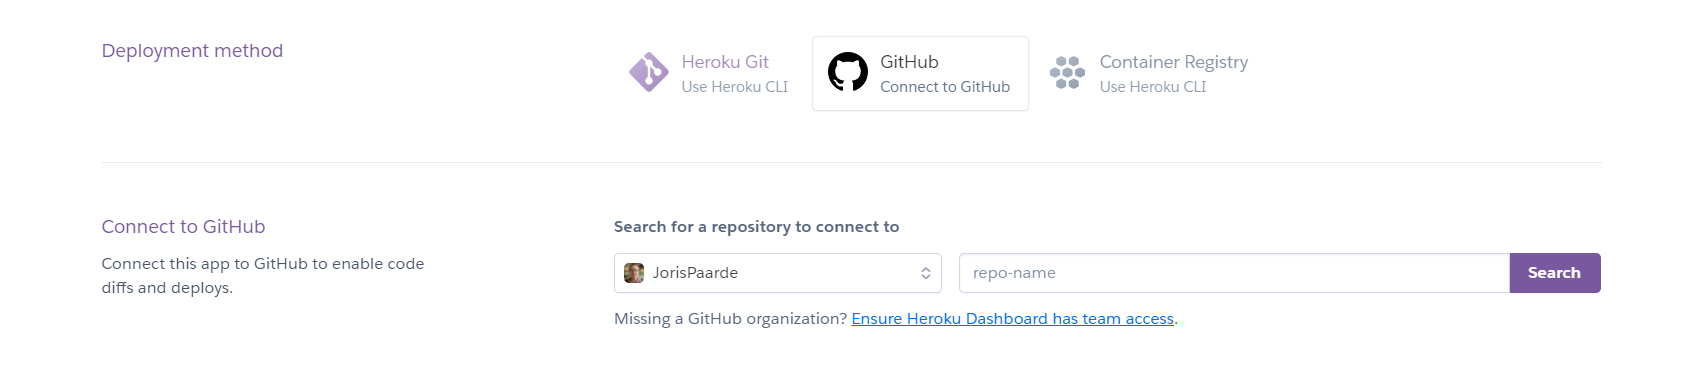 Deployment method
Heroku Git
Use Heroku CLI
GitHub
Connect to GitHub
Container Registry
Use Heroku CLI
Connect to GitHub
Connect this app to GitHub to enable code
diffs and deploys.
Search for a repository to connect to
JorisPaarde
repo-name
Search
Missing a GitHub organization? Ensure Heroku Dashboard has team access.